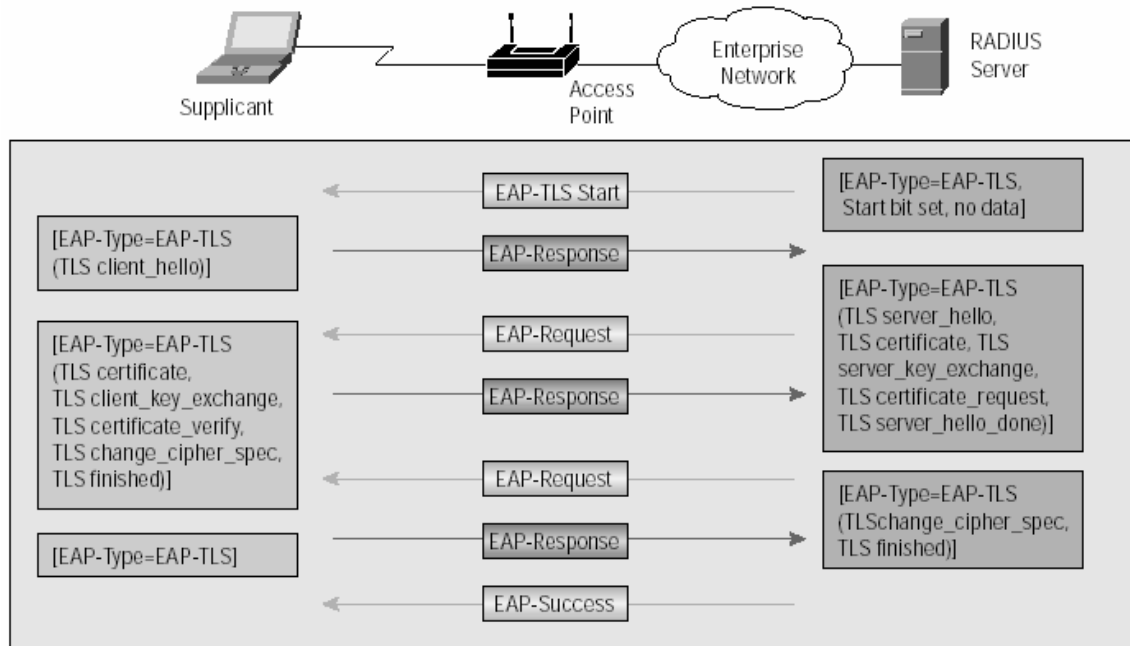 Supplicant
Access
Point
Enterprise
Network
RADIUS
Server
EAP-TLS Start
[EAP-Type=EAP-TLS,
Start bit set, no data]
[EAP-Type=EAP-TLS
(TLS client_hello)]
EAP-Response
[EAP-Type=EAP-TLS
(TLS server_hello,
TLS certificate, TLS
server_key_exchange,
TLS certificate_request,
TLS server_hello_done)]
EAP-Request
[EAP-Type=EAP-TLS
(TLS certificate,
TLS client_key_exchange,
TLS certificate_verify,
TLS change_cipher_spec,
TLS finished)]
EAP-Response
EAP-Request
[EAP-Type=EAP-TLS
(TLSchange_cipher_spec,
TLS finished)]
[EAP-Type=EAP-TLS]
EAP-Response
EAP-Success